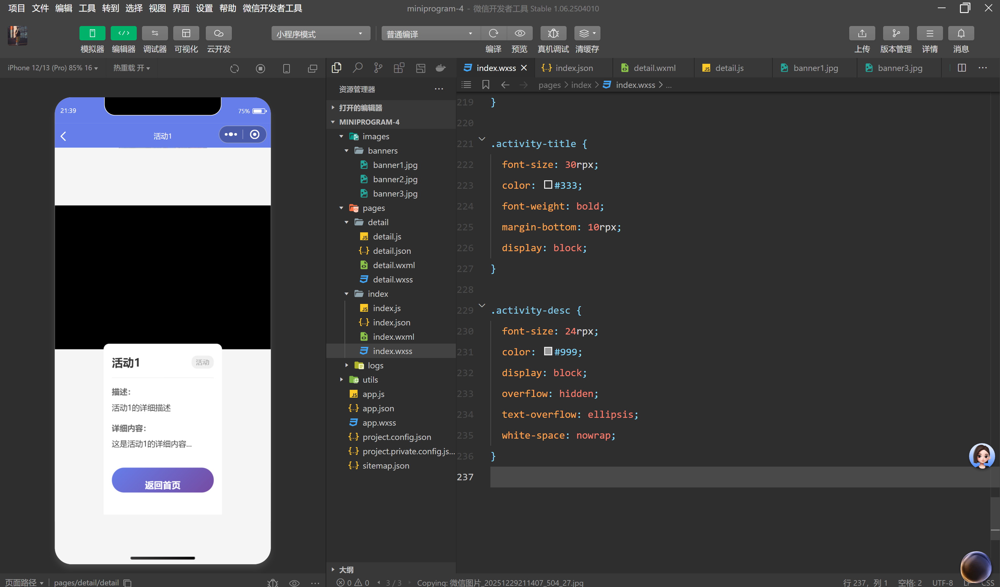 项目 文件 编辑 工具 转到 选择 视图 界面 设置 帮助 微信开发者工具
miniprogram-4 - 微信开发者工具 Stable 1.06.2504010
小程序模式
普通编译
模拟器 编辑器 调试器 可视化 云开发
编译 预览 真机调试 清缓存
上传 版本管理 详情 消息
iPhone 12/13 (Pro) 85% 16
热重载 开
21:39
75%
活动1
活动1
活动
描述：
活动1的详细描述
详细内容：
这是活动1的详细内容...
返回首页
页面路径
pages/detail/detail
资源管理器
打开的编辑器
MINIPROGRAM-4
images
banners
banner1.jpg
banner2.jpg
banner3.jpg
pages
detail
detail.js
detail.json
detail.wxml
detail.wxss
index
index.js
index.json
index.wxml
index.wxss
logs
utils
app.js
app.json
app.wxss
project.config.json
project.private.config.js...
sitemap.json
大纲
index.wxss
index.json
detail.wxml
detail.js
banner1.jpg
banner3.jpg
pages > index > index.wxss > ...
219 }
220
221 .activity-title {
222 font-size: 30rpx;
223 color: #333;
224 font-weight: bold;
225 margin-bottom: 10rpx;
226 display: block;
227 }
228
229 .activity-desc {
230 font-size: 24rpx;
231 color: #999;
232 display: block;
233 overflow: hidden;
234 text-overflow: ellipsis;
235 white-space: nowrap;
236 }
237
0 0 3 / 3 Copying: 微信图片_20251229211407_504_27.jpg
行 237，列 1 空格: 2 UTF-8 LF CSS